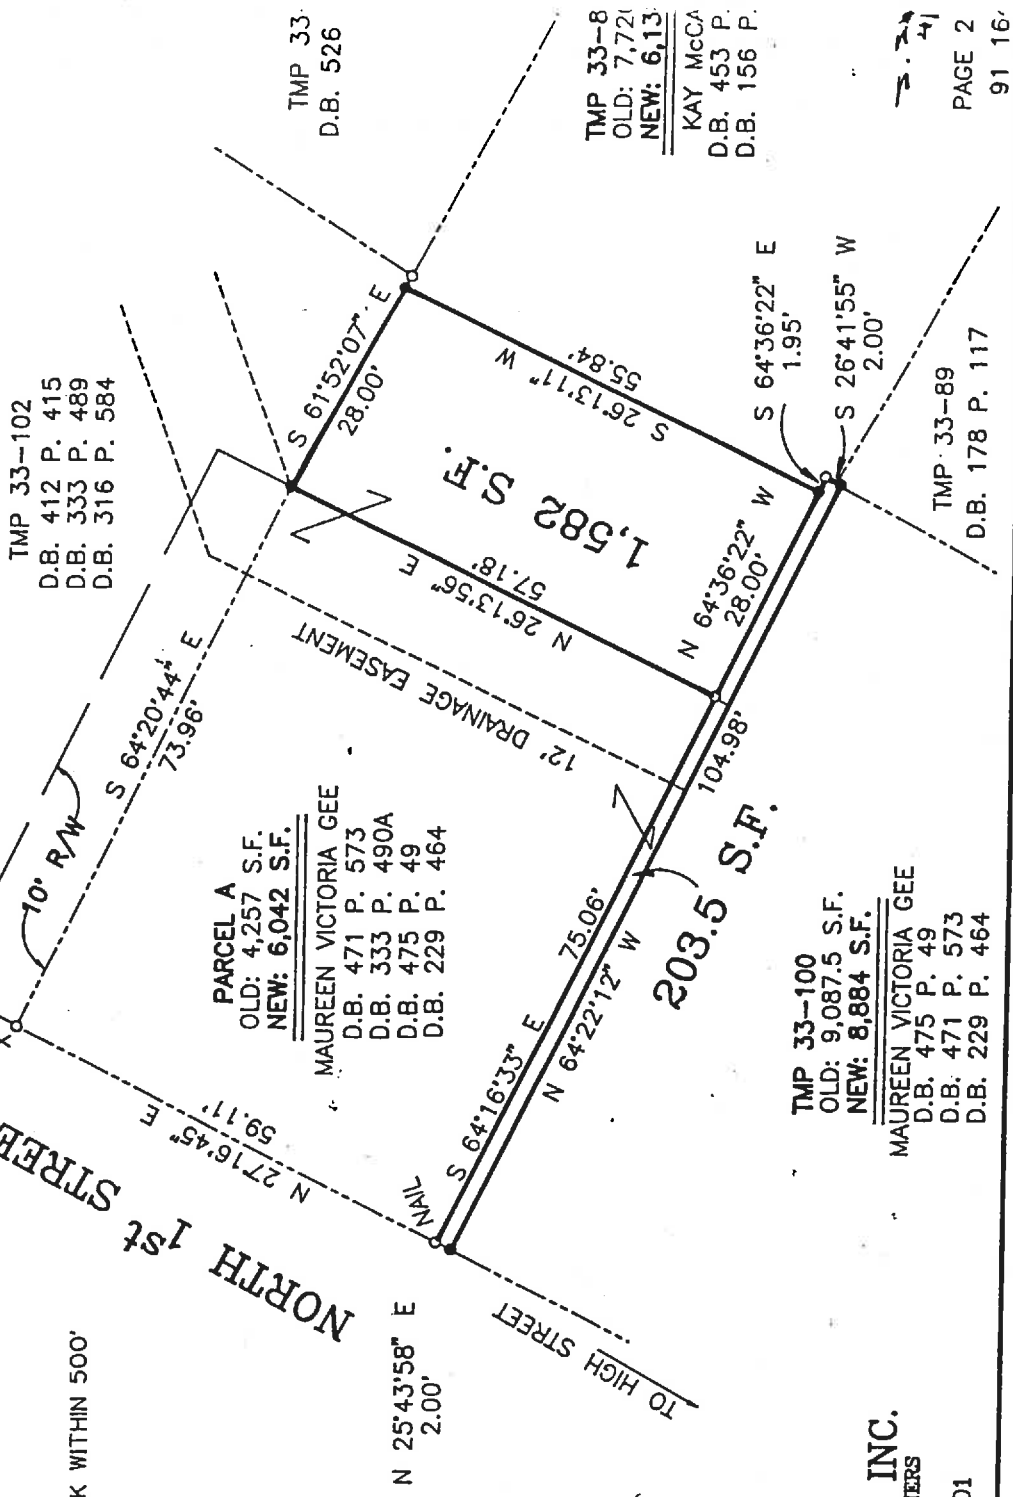 TMP 33-102
D.B. 412 P. 415
D.B. 333 P. 489
D.B. 316 P. 584
TMP 33-
D.B. 526
TMP 33-8
OLD: 7,72
NEW: 6,13
KAY McCA
D.B. 453 P.
D.B. 156 P.
PAGE 2
91 16
S 61°52'07" E
28.00'
S 26°13'11" W
55.84'
1,582 S.F.
N 26°13'56" E
57.18'
N 64°36'22" W
28.00'
S 64°36'22" E
1.95'
S 26°41'55" W
2.00'
TMP 33-89
D.B. 178 P. 117
12' DRAINAGE EASEMENT
S 64°20'44" E
73.96'
10' R/W
PARCEL A
OLD: 4,257 S.F.
NEW: 6,042 S.F.
MAUREEN VICTORIA GEE
D.B. 471 P. 573
D.B. 333 P. 490A
D.B. 475 P. 49
D.B. 229 P. 464
104.98'
203.5 S.F.
75.06'
S 64°16'33" E
N 64°22'12" W
TMP 33-100
OLD: 9,087.5 S.F.
NEW: 8,884 S.F.
MAUREEN VICTORIA GEE
D.B. 475 P. 49
D.B. 471 P. 573
D.B. 229 P. 464
N 27°16'45" E
59.11'
NAIL
NORTH 1st STREE
TO HIGH STREET
N 25°43'58" E
2.00'
K WITHIN 500'
INC.
ERS
01